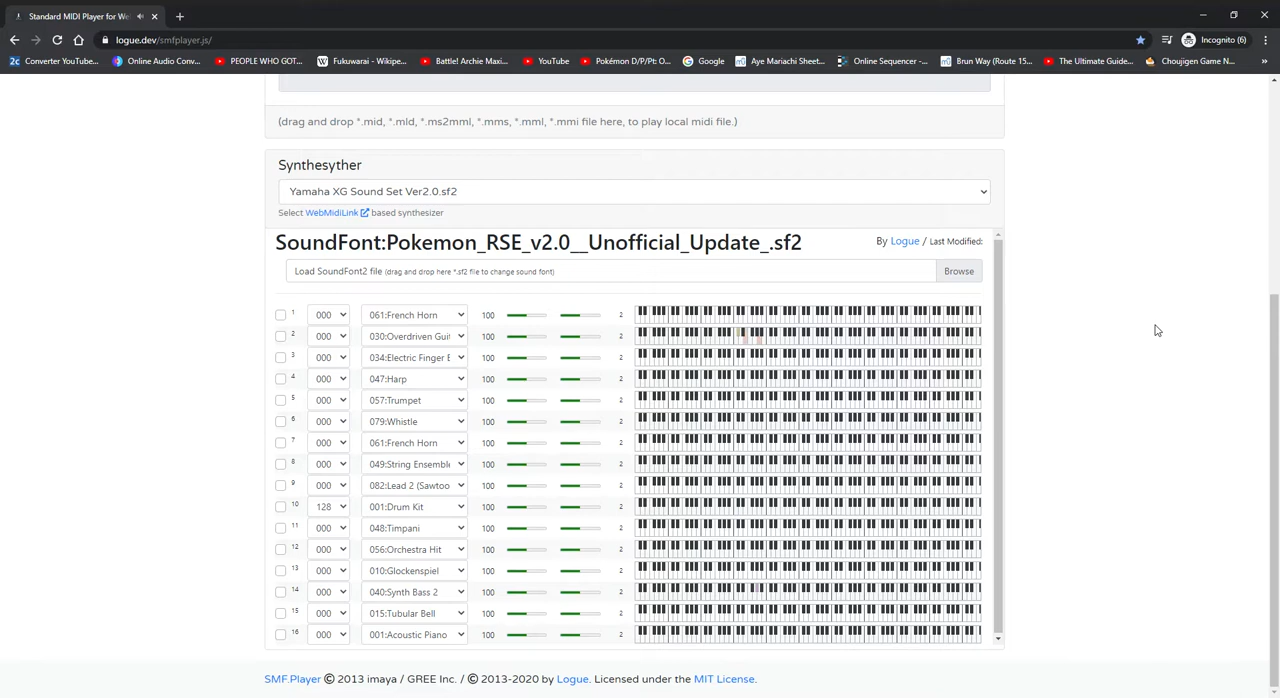 Standard MIDI Player for We
logue.dev/smfplayer.js/
Incognito (6)
Converter YouTube...
Online Audio Conv...
PEOPLE WHO GOT...
Fukuwarai - Wikipe...
Battle! Archie Maxi...
YouTube
Pokémon D/P/Pt: O...
Google
Aye Mariachi Sheet...
Online Sequencer -...
Brun Way (Route 15...
The Ultimate Guide...
Choujigen Game N...
(drag and drop *.mid, *.mld, *.ms2mml, *.mms, *.mml, *.mmi file here, to play local midi file.)
Synthesyther
Yamaha XG Sound Set Ver2.0.sf2
Select WebMidiLink based synthesizer
SoundFont:Pokemon_RSE_v2.0__Unofficial_Update_.sf2
By Logue / Last Modified:
Load SoundFont2 file (drag and drop here *.sf2 file to change sound font)
Browse
1 000 061:French Horn 100 2
2 000 030:Overdriven Gui 100 2
3 000 034:Electric Finger 100 2
4 000 047:Harp 100 2
5 000 057:Trumpet 100 2
6 000 079:Whistle 100 2
7 000 061:French Horn 100 2
8 000 049:String Ensemble 100 2
9 000 082:Lead 2 (Sawtoo 100 2
10 128 001:Drum Kit 100 2
11 000 048:Timpani 100 2
12 000 056:Orchestra Hit 100 2
13 000 010:Glockenspiel 100 2
14 000 040:Synth Bass 2 100 2
15 000 015:Tubular Bell 100 2
16 000 001:Acoustic Piano 100 2
SMF.Player © 2013 imaya / GREE Inc. / © 2013-2020 by Logue. Licensed under the MIT License.